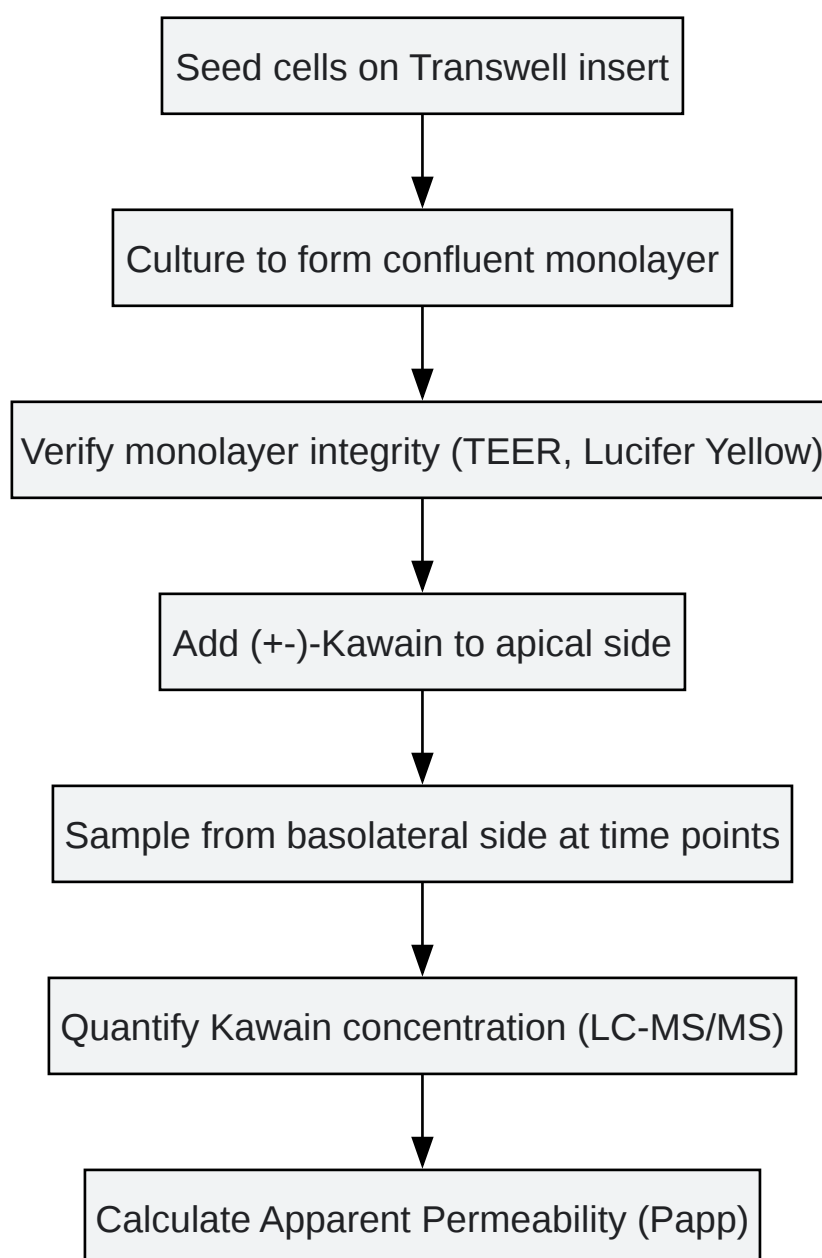 Seed cells on Transwell insert
Culture to form confluent monolayer
Verify monolayer integrity (TEER, Lucifer Yellow)
Add (+-)-Kawain to apical side
Sample from basolateral side at time points
Quantify Kawain concentration (LC-MS/MS)
Calculate Apparent Permeability (Papp)